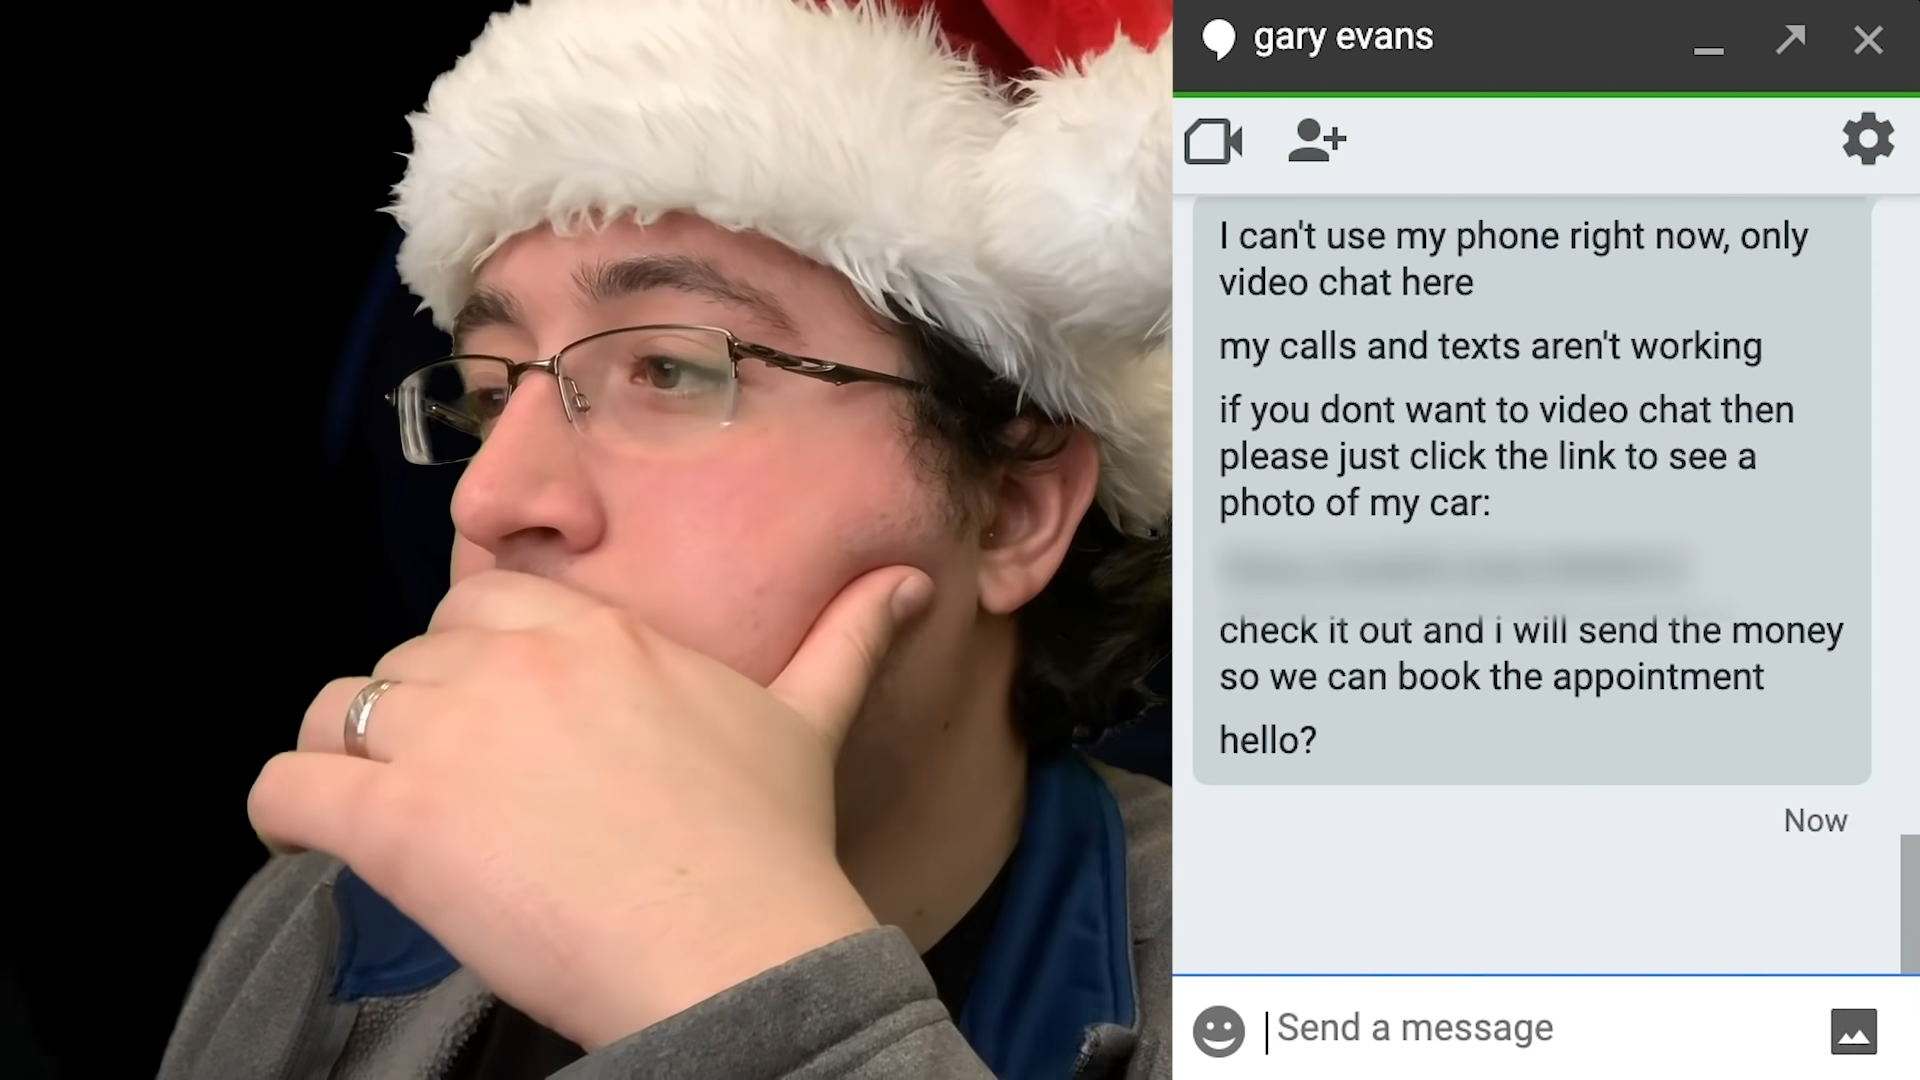 gary evans
I can't use my phone right now, only
video chat here
my calls and texts aren't working
if you dont want to video chat then
please just click the link to see a
photo of my car:
check it out and i will send the money
so we can book the appointment
hello?
Now
Send a message